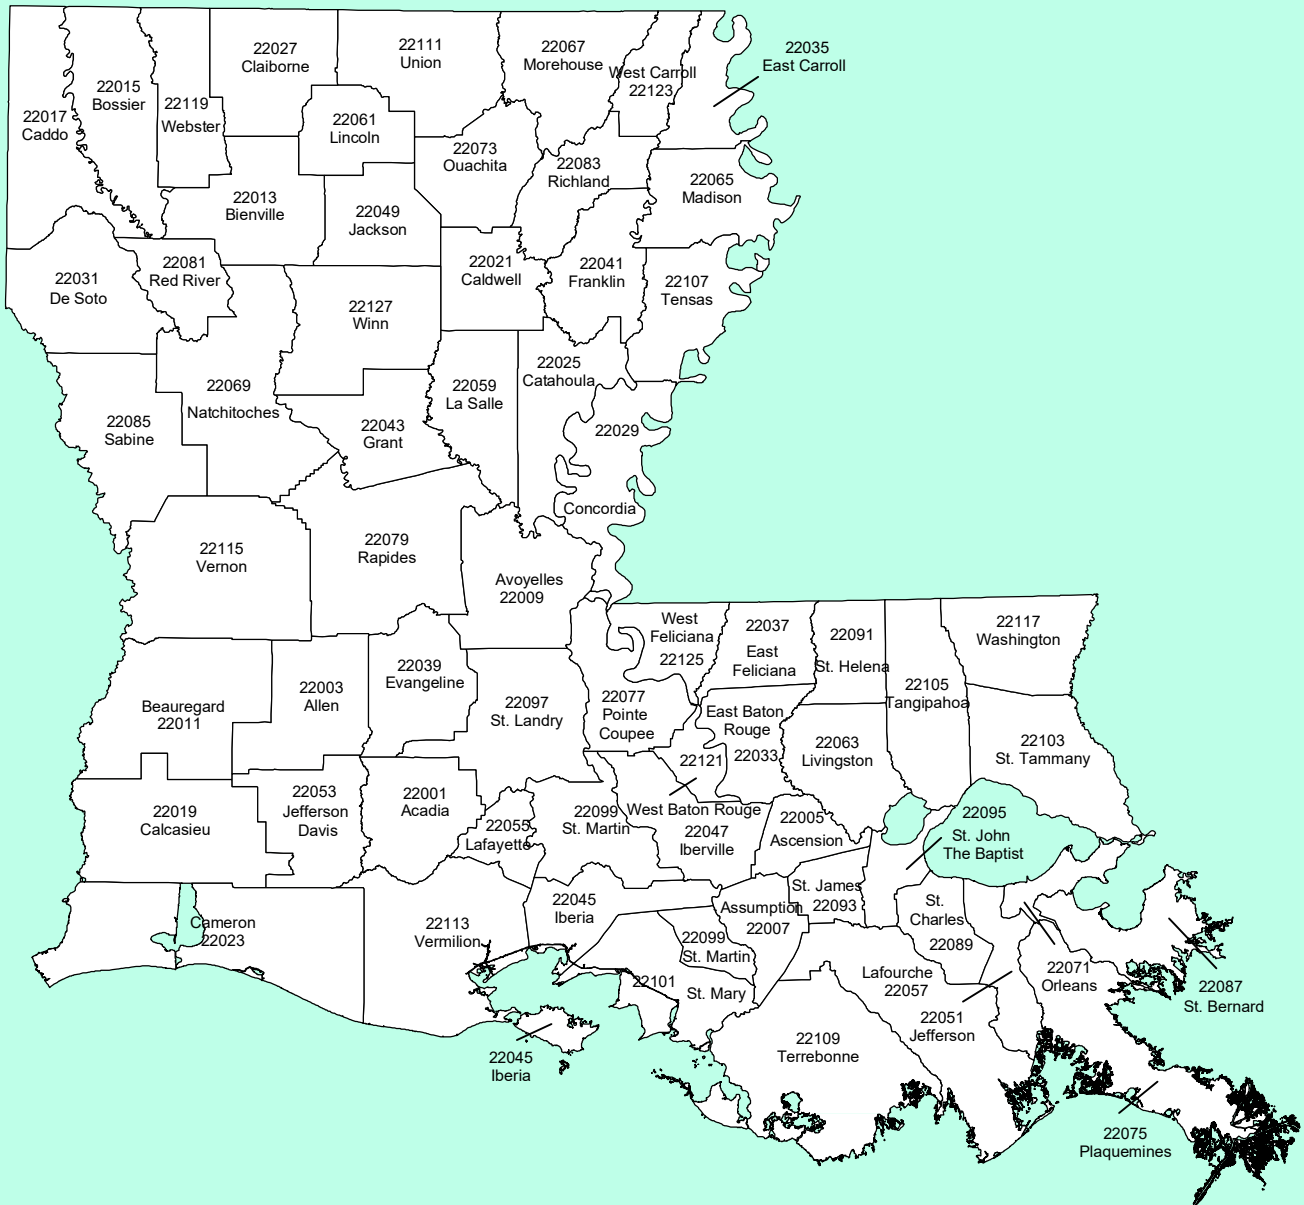 22035
East Carroll
22027
Claiborne
22111
Union
22067
Morehouse
West Carroll
22123
22015
Bossier
22119
Webster
22017
Caddo
22061
Lincoln
22073
Ouachita
22083
Richland
22065
Madison
22013
Bienville
22049
Jackson
22031
De Soto
22081
Red River
22021
Caldwell
22041
Franklin
22107
Tensas
22127
Winn
22025
Catahoula
22069
Natchitoches
22059
La Salle
22085
Sabine
22043
Grant
22029
Concordia
22115
Vernon
22079
Rapides
Avoyelles
22009
West
Feliciana
22125
22037
East
Feliciana
22091
St. Helena
22117
Washington
22039
Evangeline
22003
Allen
Beauregard
22011
22097
St. Landry
22077
Pointe
Coupee
22105
Tangipahoa
East Baton
Rouge
22033
22121
West Baton Rouge
22063
Livingston
22103
St. Tammany
22019
Calcasieu
22053
Jefferson
Davis
22001
Acadia
22055
Lafayette
22099
St. Martin
22047
Iberville
22005
Ascension
22095
St. John
The Baptist
Cameron
22023
22113
Vermilion
22045
Iberia
St. James
22093
Assumption
22007
St.
Charles
22089
22099
St. Martin
22101
St. Mary
Lafourche
22057
22051
Jefferson
22071
Orleans
22087
St. Bernard
22045
Iberia
22109
Terrebonne
22075
Plaquemines